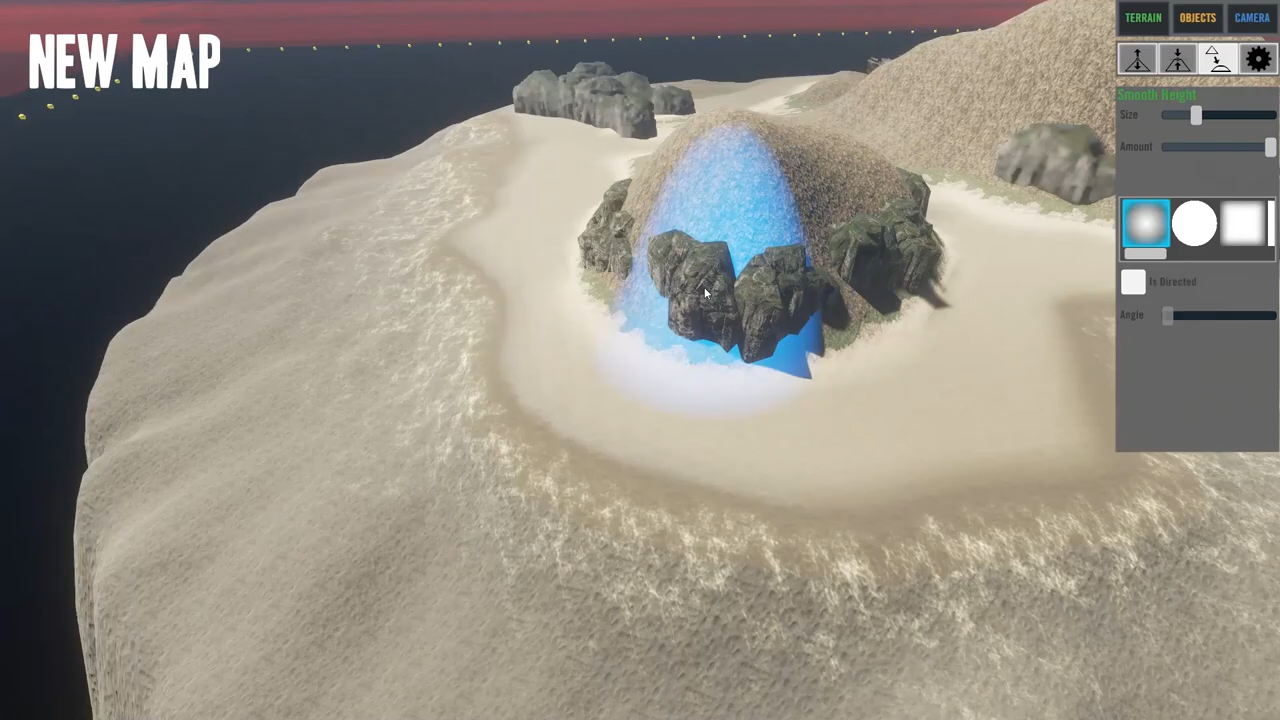 NEW MAP
TERRAIN OBJECTS CAMERA
Smooth Height
Size
Amount
Is Directed
Angle